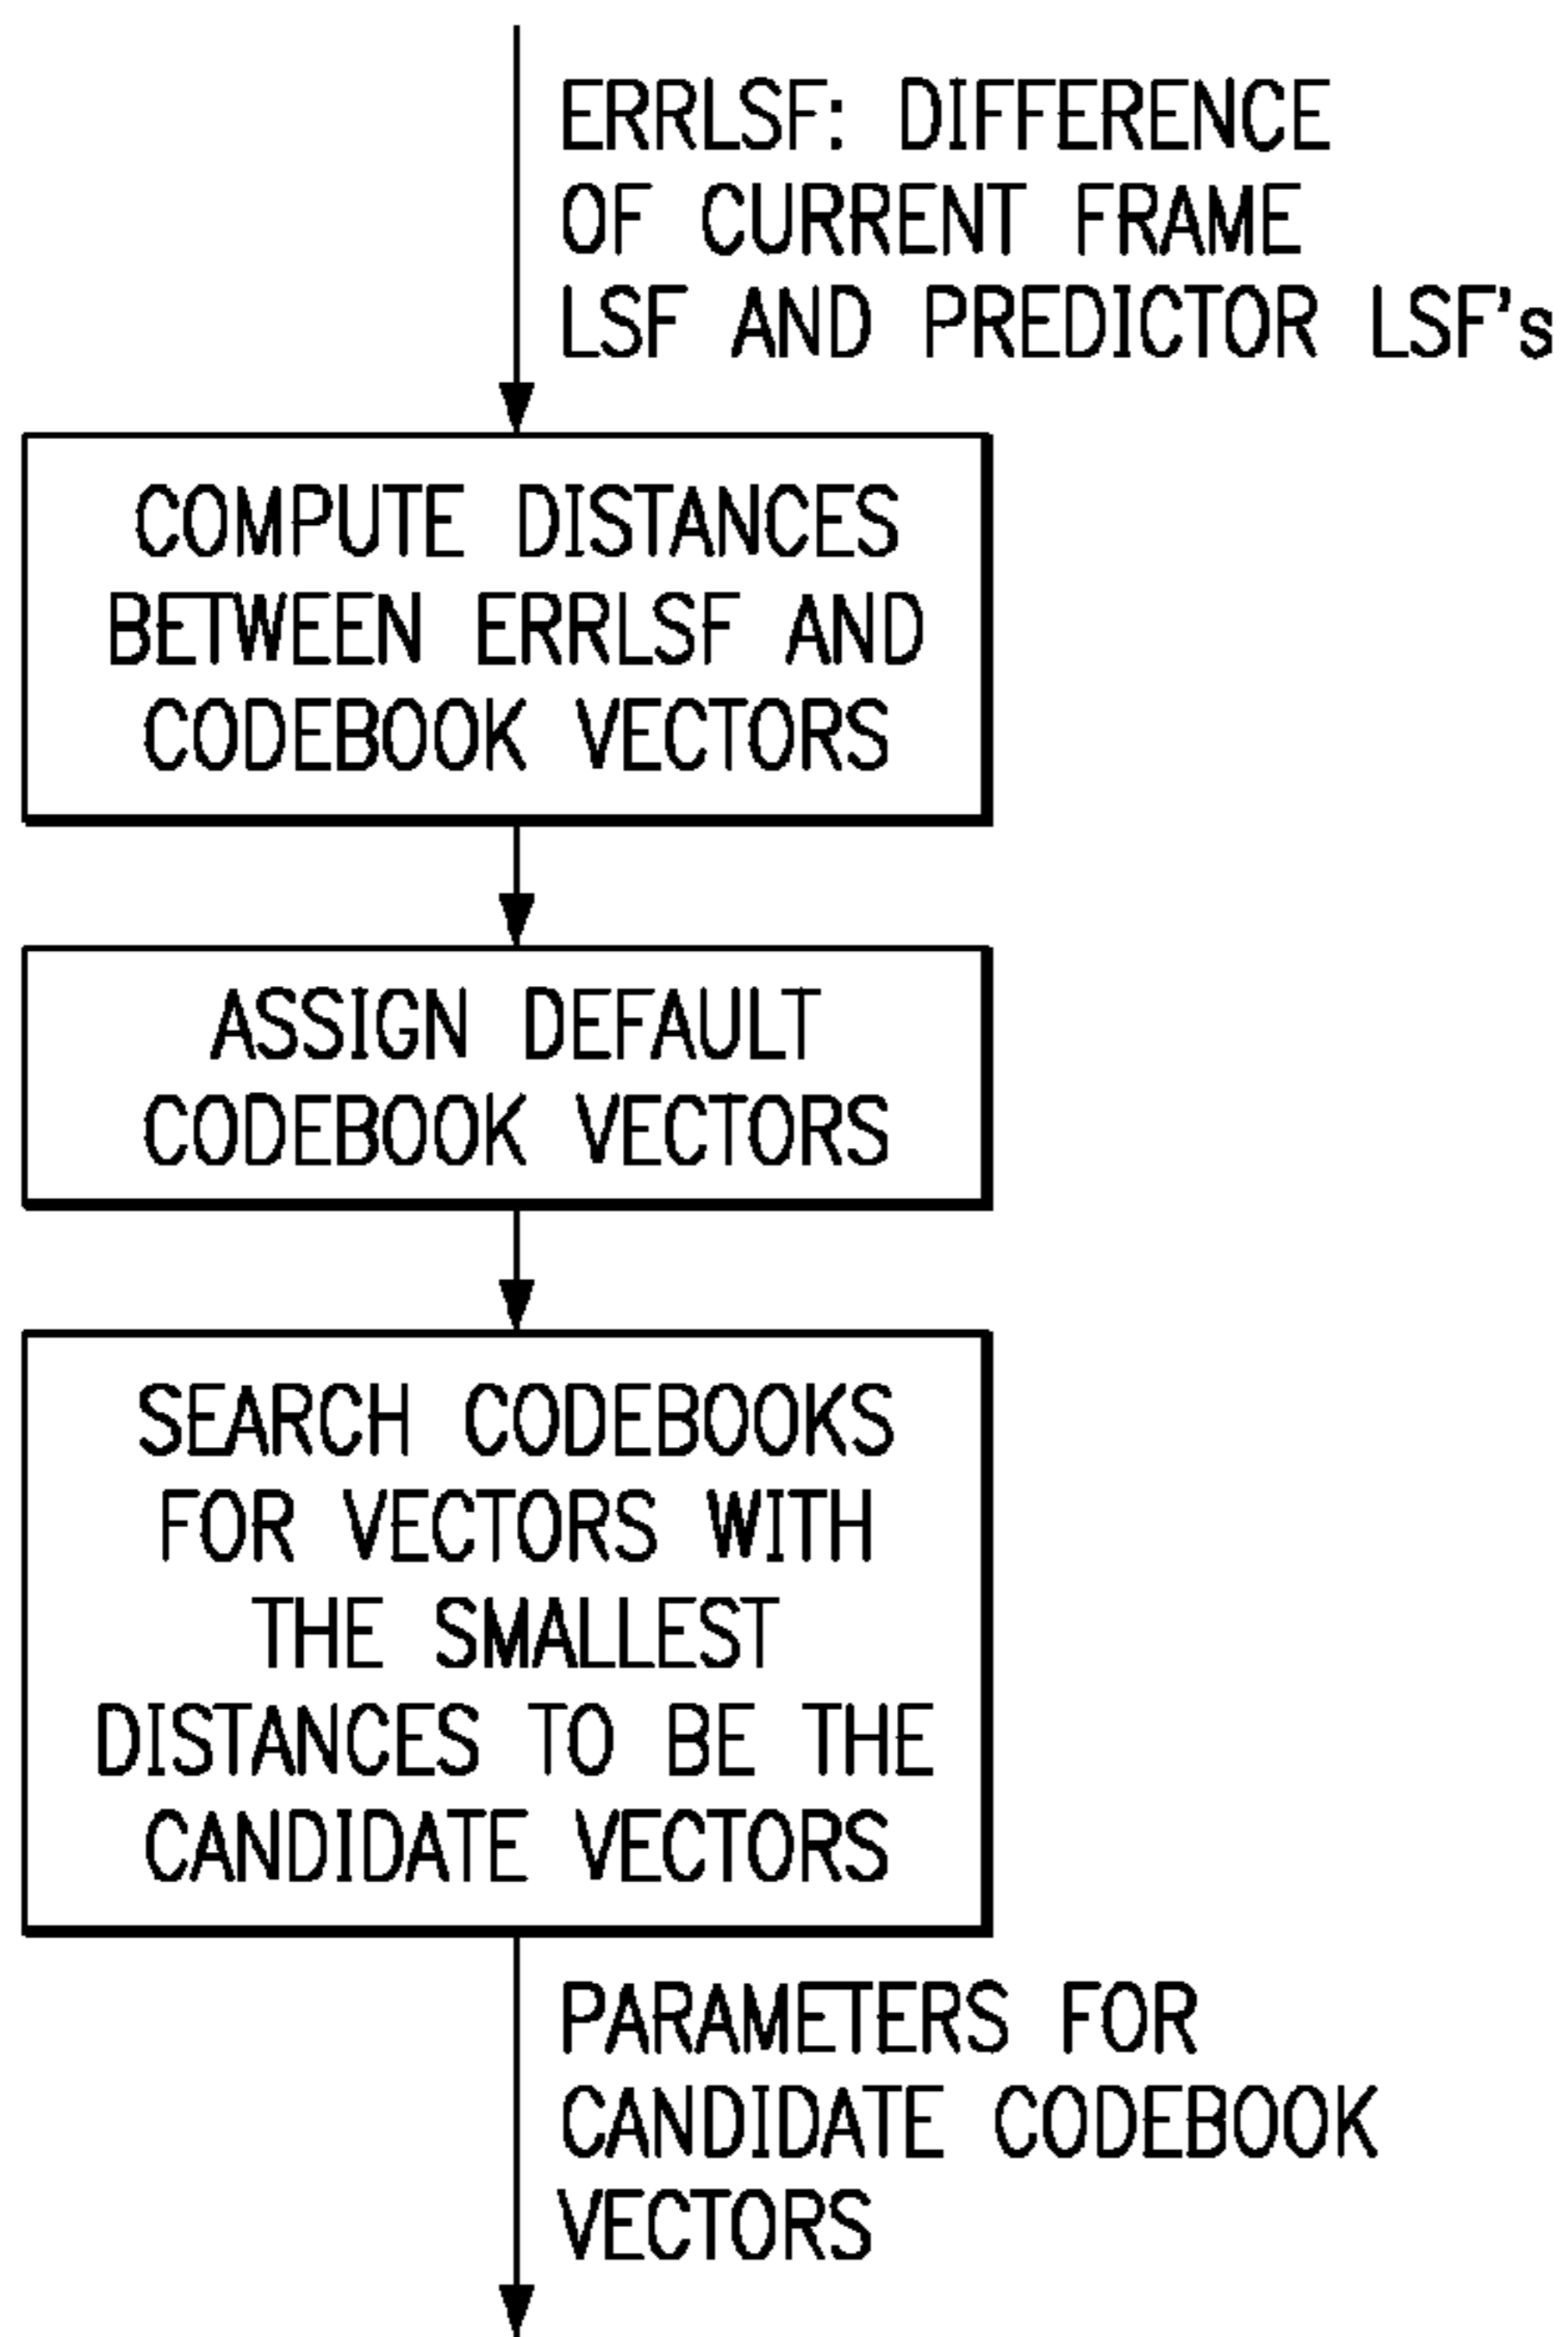 ERRLSF: DIFFERENCE
OF CURRENT FRAME
LSF AND PREDICTOR LSF's
COMPUTE DISTANCES
BETWEEN ERRLSF AND
CODEBOOK VECTORS
ASSIGN DEFAULT
CODEBOOK VECTORS
SEARCH CODEBOOKS
FOR VECTORS WITH
THE SMALLEST
DISTANCES TO BE THE
CANDIDATE VECTORS
PARAMETERS FOR
CANDIDATE CODEBOOK
VECTORS